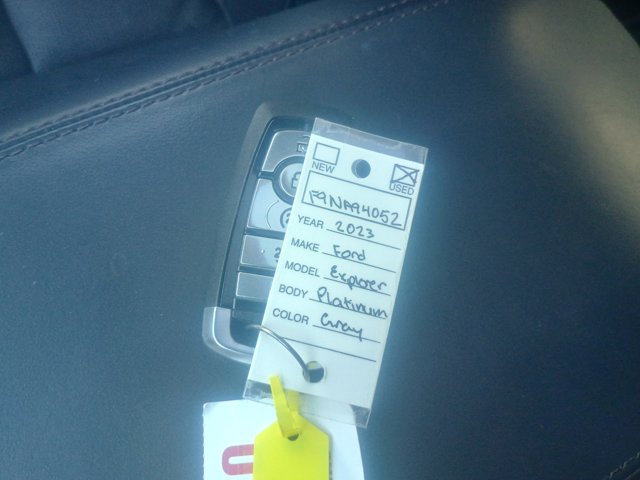 NEW
USED
F9NA94052
YEAR 2023
MAKE Ford
MODEL Explorer
BODY Platinum
COLOR Gray